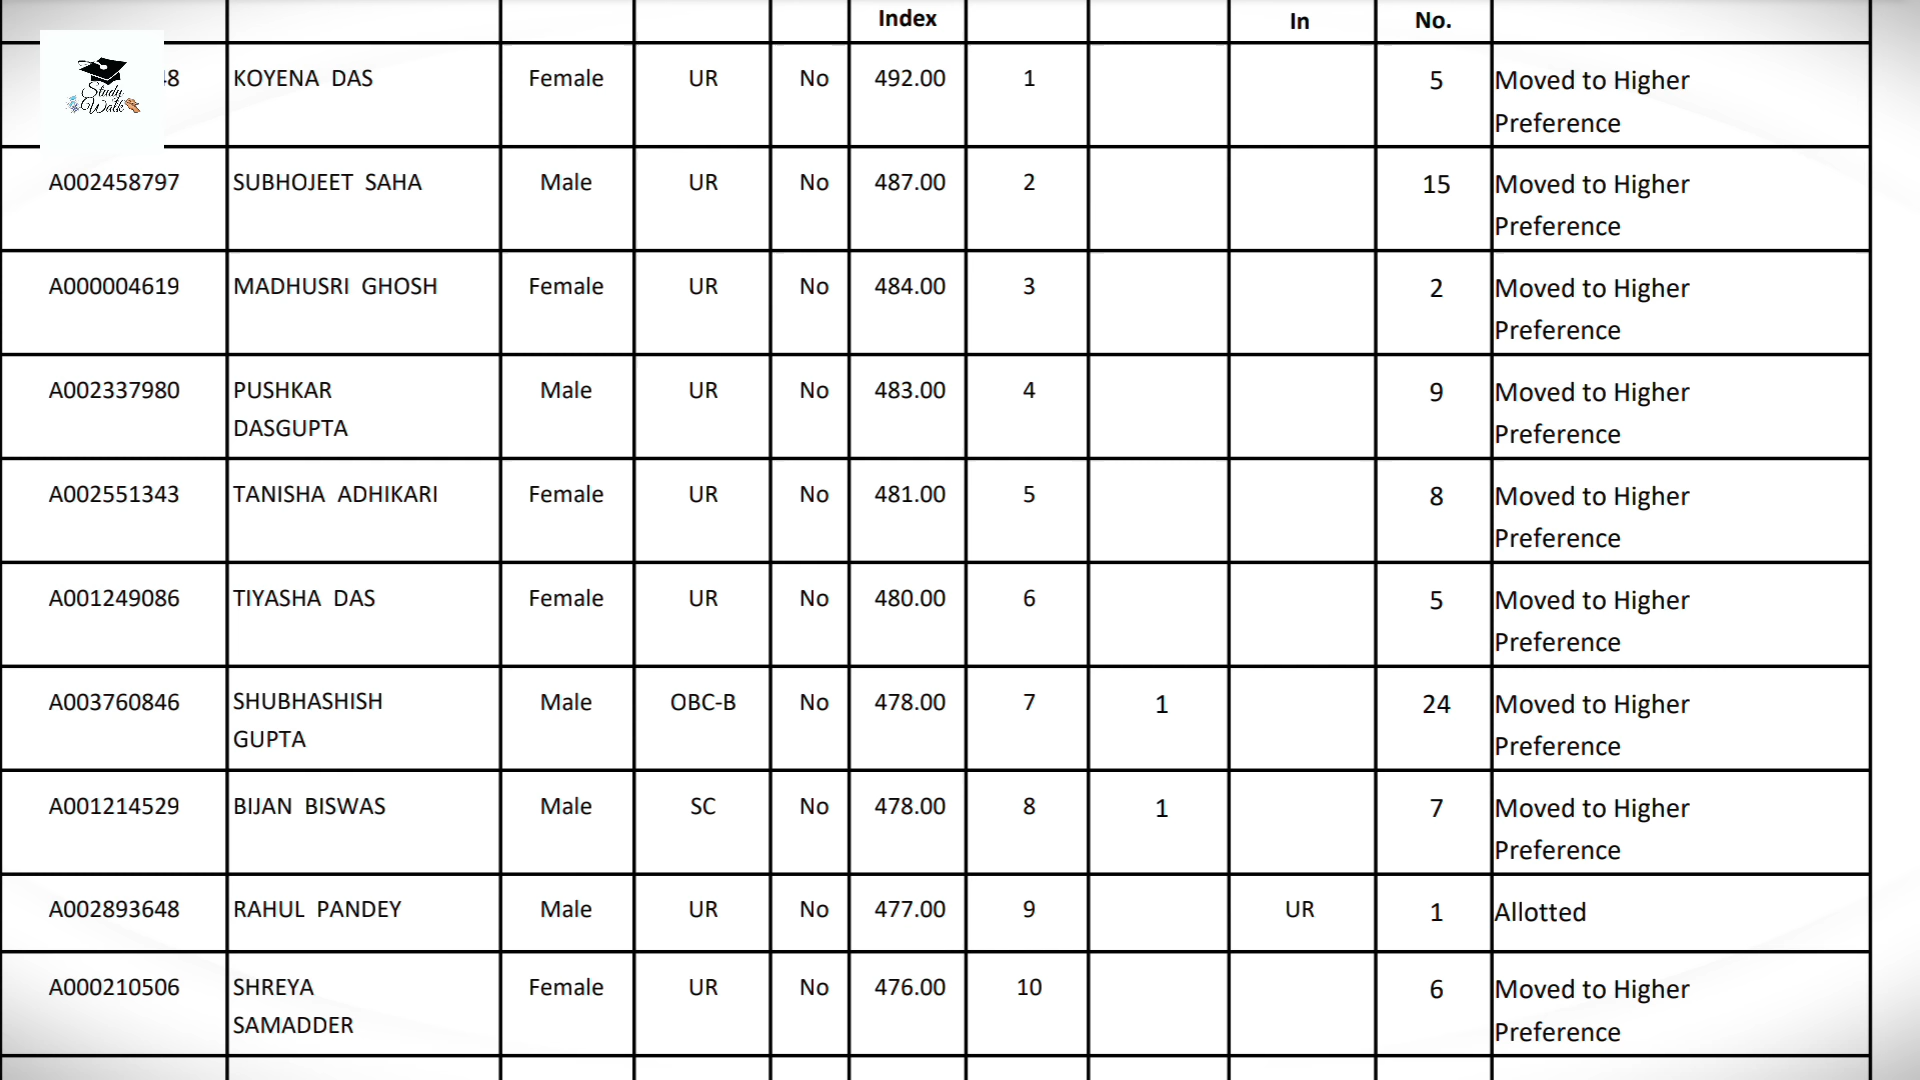 Index In No.
Study
Walk
48 KOYENA DAS Female UR No 492.00 1 5 Moved to Higher
Preference
A002458797 SUBHOJEET SAHA Male UR No 487.00 2 15 Moved to Higher
Preference
A000004619 MADHUSRI GHOSH Female UR No 484.00 3 2 Moved to Higher
Preference
A002337980 PUSHKAR Male UR No 483.00 4 9 Moved to Higher
DASGUPTA Preference
A002551343 TANISHA ADHIKARI Female UR No 481.00 5 8 Moved to Higher
Preference
A001249086 TIYASHA DAS Female UR No 480.00 6 5 Moved to Higher
Preference
A003760846 SHUBHASHISH Male OBC-B No 478.00 7 1 24 Moved to Higher
GUPTA Preference
A001214529 BIJAN BISWAS Male SC No 478.00 8 1 7 Moved to Higher
Preference
A002893648 RAHUL PANDEY Male UR No 477.00 9 UR 1 Allotted
A000210506 SHREYA Female UR No 476.00 10 6 Moved to Higher
SAMADDER Preference